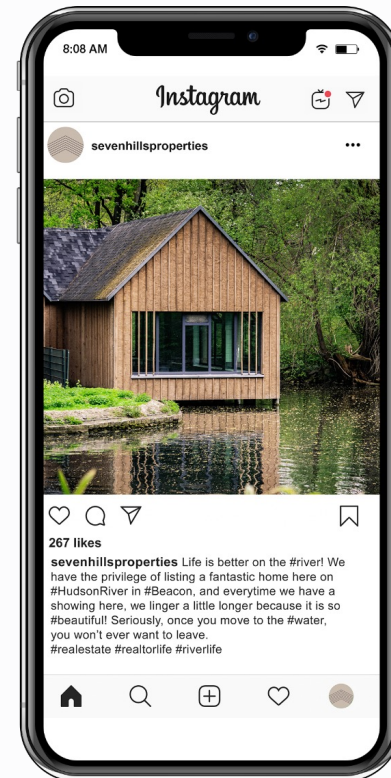 8:08 AM
Instagram
sevenhillsproperties
267 likes
sevenhillsproperties Life is better on the #river! We
have the privilege of listing a fantastic home here on
#HudsonRiver in #Beacon, and everytime we have a
showing here, we linger a little longer because it is so
#beautiful! Seriously, once you move to the #water,
you won't ever want to leave.
#realestate #realtorlife #riverlife